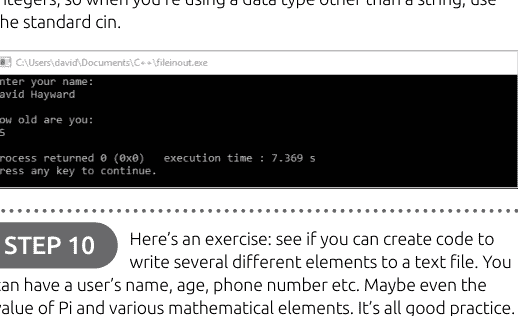 integers, so when you're using a data type other than a string, use
the standard cin.
C:\Users\david\Documents\C++\fileinout.exe
nter your name:
avid Hayward
ow old are you:
5
rocess returned 0 (0x0) execution time : 7.369 s
ress any key to continue.
STEP 10 Here's an exercise: see if you can create code to
write several different elements to a text file. You
can have a user's name, age, phone number etc. Maybe even the
value of Pi and various mathematical elements. It's all good practice.